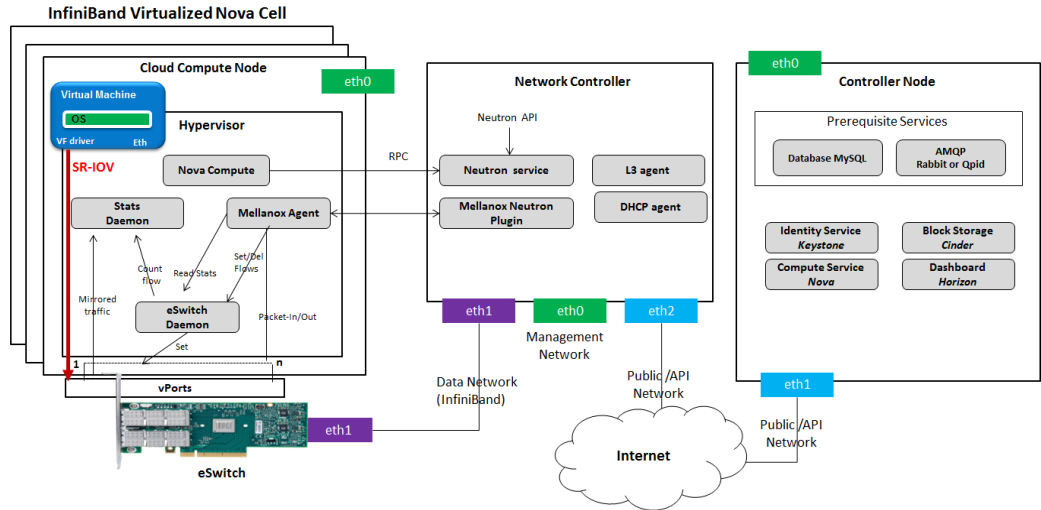 InfiniBand Virtualized Nova Cell
Cloud Compute Node
eth0
Virtual Machine
OS
VF driver
Eth
Hypervisor
SR-IOV
Nova Compute
RPC
Stats
Daemon
Mellanox Agent
Count
flow
Read Stats
Set/Del
Flows
Mirrored
traffic
eSwitch
Daemon
Packet-In/Out
Set
1
n
vPorts
eth1
eSwitch
Network Controller
Neutron API
Neutron service
L3 agent
Mellanox Neutron
Plugin
DHCP agent
eth1
eth0
eth2
Management
Network
Data Network
(InfiniBand)
Public /API
Network
Internet
eth0
Controller Node
Prerequisite Services
Database MySQL
AMQP
Rabbit or Qpid
Identity Service
Keystone
Block Storage
Cinder
Compute Service
Nova
Dashboard
Horizon
eth1
Public /API
Network